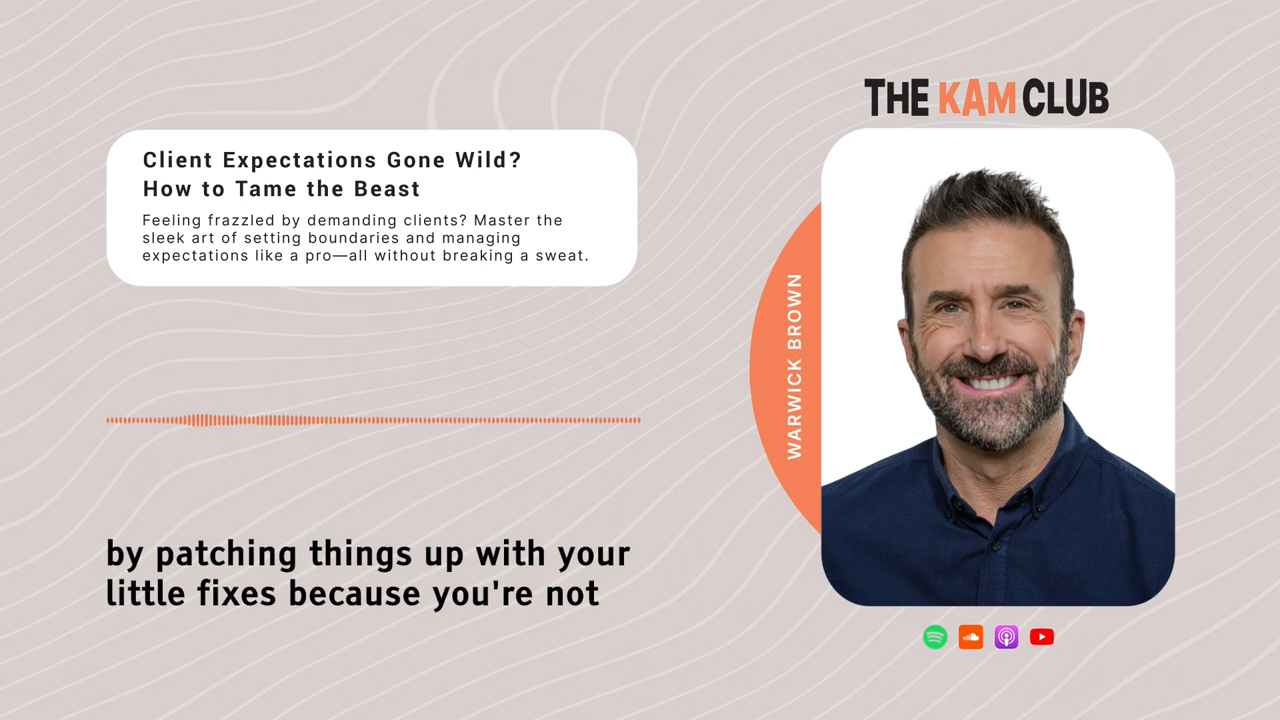 THE KAM CLUB
Client Expectations Gone Wild?
How to Tame the Beast
Feeling frazzled by demanding clients? Master the
sleek art of setting boundaries and managing
expectations like a pro—all without breaking a sweat.
WARWICK BROWN
by patching things up with your
little fixes because you're not